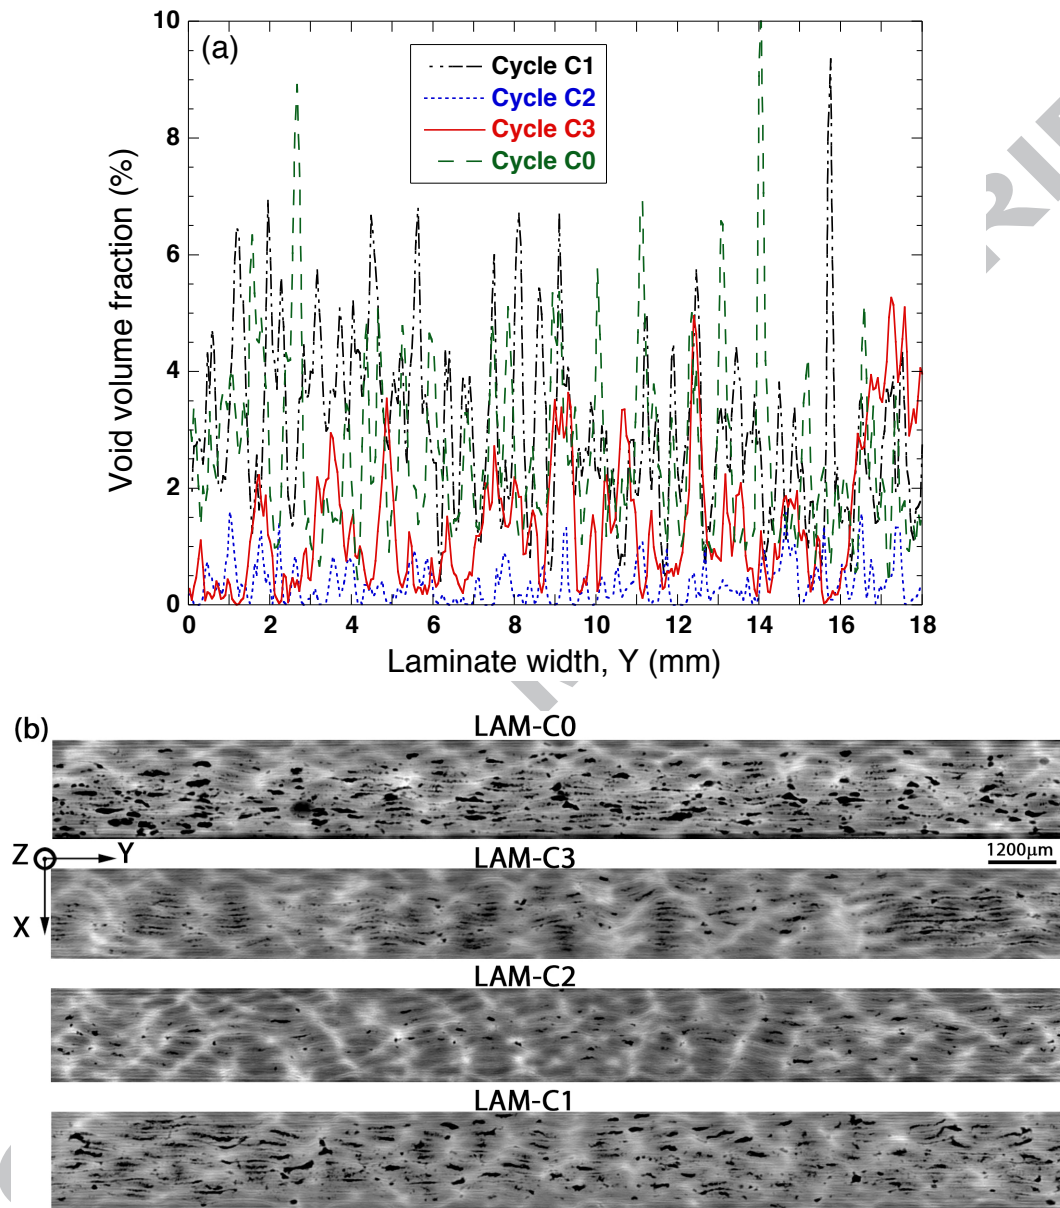 (a)
Cycle C1
Cycle C2
Cycle C3
Cycle C0
Void volume fraction (%)
10
8
6
4
2
0
0 2 4 6 8 10 12 14 16 18
Laminate width, Y (mm)
(b)
LAM-C0
Z Y
X
LAM-C3
1200μm
LAM-C2
LAM-C1